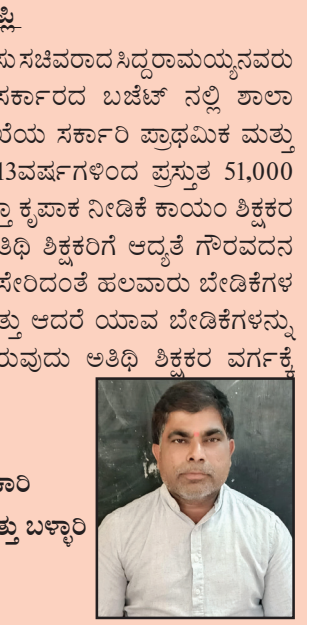 ಸು ಸಚಿವರಾದ ಸಿದ್ದರಾಮಯ್ಯನವರು
ಸರ್ಕಾರದ ಬಜೆಟ್ ನಲ್ಲಿ ಶಾಲಾ
ಖೆಯ ಸರ್ಕಾರಿ ಪ್ರಾಥಮಿಕ ಮತ್ತು
13ವರ್ಷಗಳಿಂದ ಪ್ರಸ್ತುತ 51,000
ಕೃಪಾಕ ನೀಡಿಕೆ ಕಾಯಂ ಶಿಕ್ಷಕರ
ತಿಥಿ ಶಿಕ್ಷಕರಿಗೆ ಆದ್ಯತೆ ಗೌರವದನ
ಸೇರಿದಂತೆ ಹಲವಾರು ಬೇಡಿಕೆಗಳ
ತ್ತು ಆದರೆ ಯಾವ ಬೇಡಿಕೆಗಳನ್ನು
ರುವುದು ಅತಿಥಿ ಶಿಕ್ಷಕರ ವರ್ಗಕ್ಕೆ
ಕಾರಿ
ತ್ತು ಬಳ್ಳಾರಿ